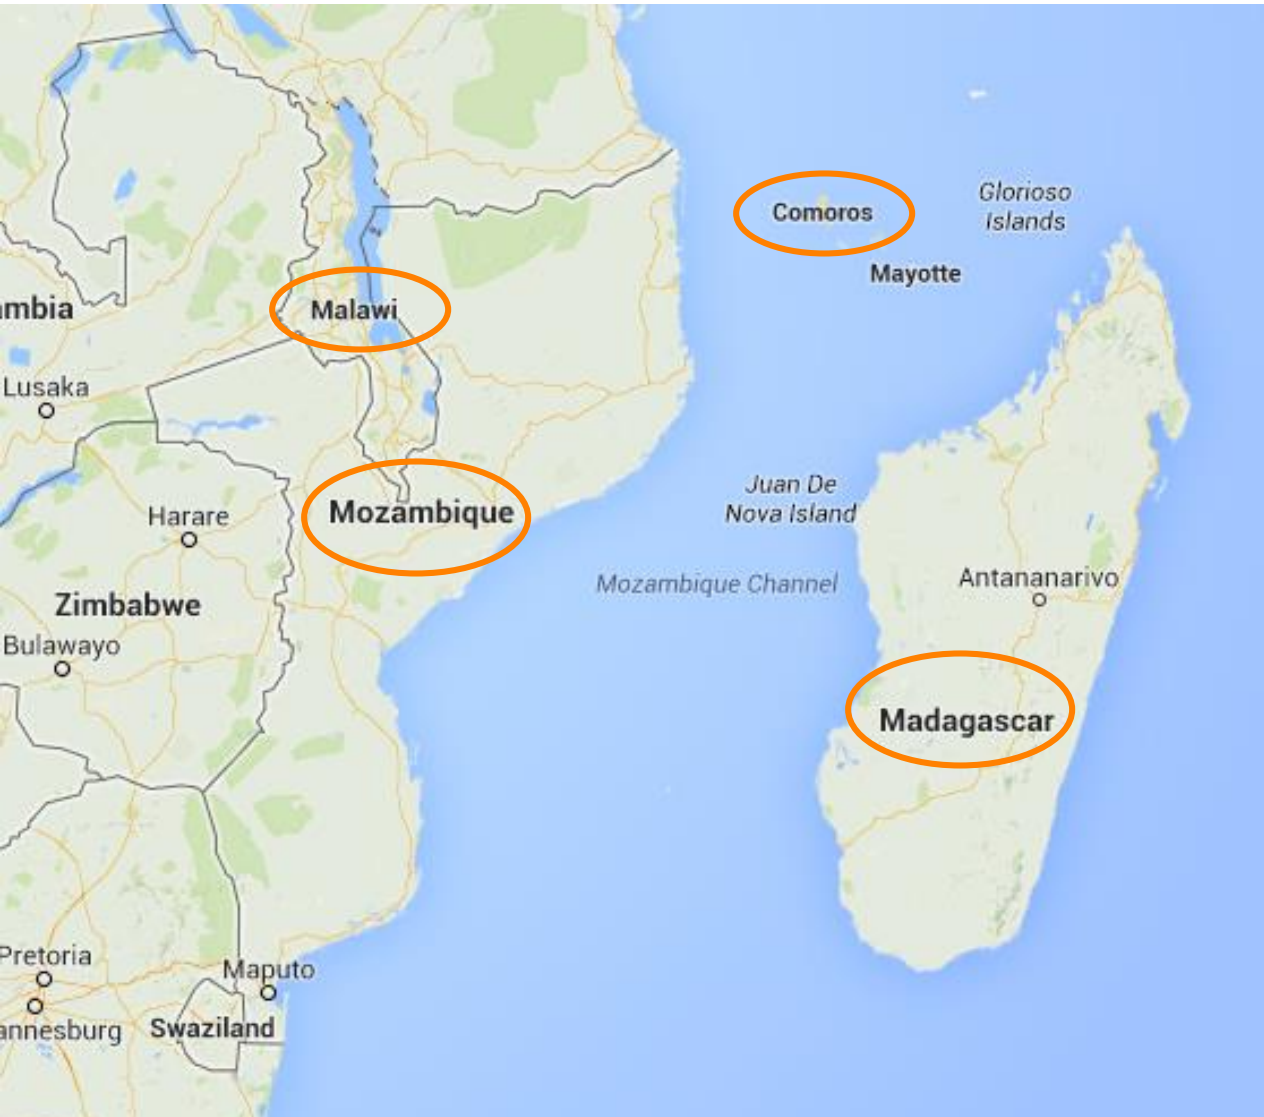 Glorioso
Islands
Comoros
Mayotte
ambia
Malawi
Lusaka
Juan De
Nova Island
Harare
Mozambique
Mozambique Channel
Antananarivo
Zimbabwe
Bulawayo
Madagascar
Pretoria
Maputo
annesburg
Swaziland